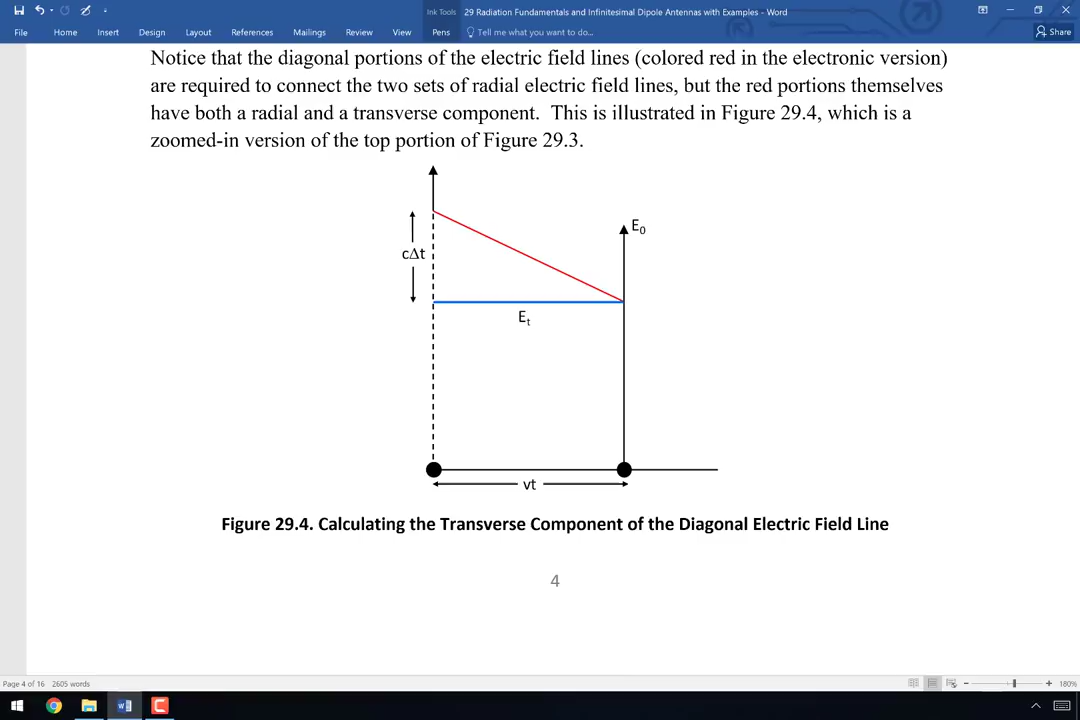 Ink Tools
29 Radiation Fundamentals and Infinitesimal Dipole Antennas with Examples - Word
File Home Insert Design Layout References Mailings Review View Pens Tell me what you want to do... Share
Notice that the diagonal portions of the electric field lines (colored red in the electronic version)
are required to connect the two sets of radial electric field lines, but the red portions themselves
have both a radial and a transverse component. This is illustrated in Figure 29.4, which is a
zoomed-in version of the top portion of Figure 29.3.
E₀
cΔt
Eₜ
vt
Figure 29.4. Calculating the Transverse Component of the Diagonal Electric Field Line
4
Page 4 of 16 2605 words
180%